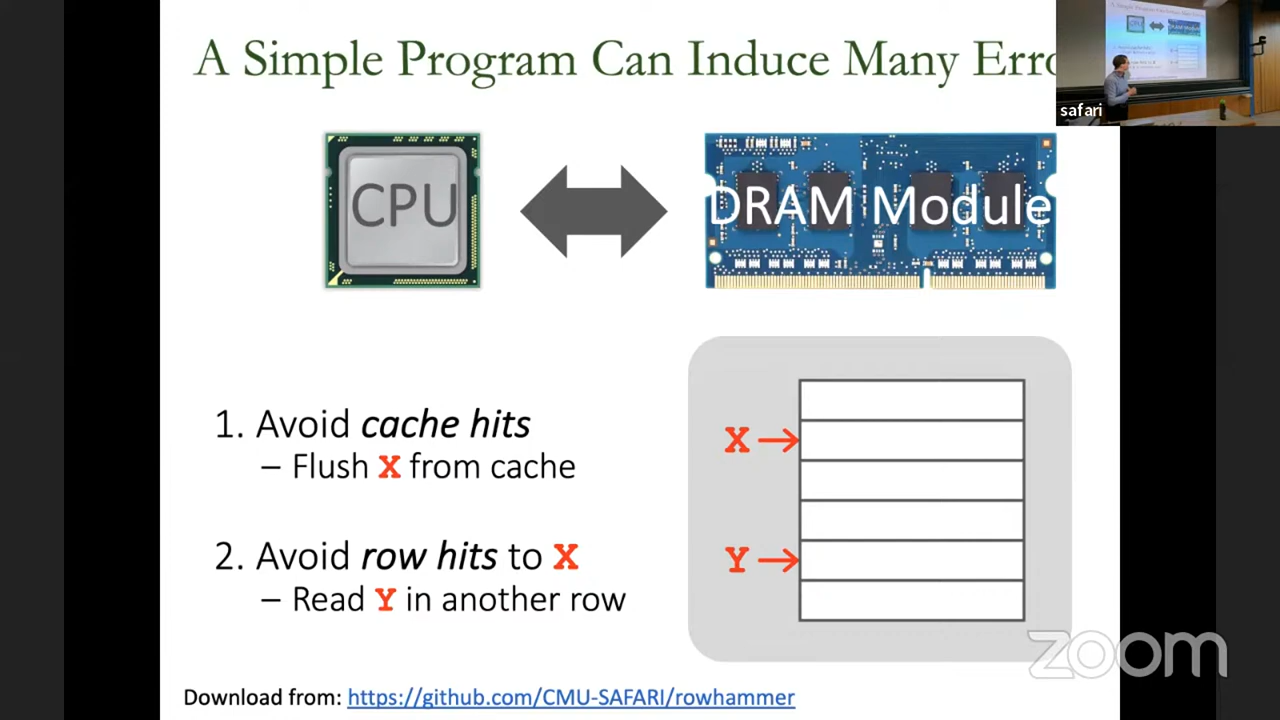 A Simple Program Can Induce Many Erro
safari
CPU
DRAM Module
1. Avoid cache hits
– Flush X from cache
2. Avoid row hits to X
– Read Y in another row
X
Y
zoom
Download from: https://github.com/CMU-SAFARI/rowhammer